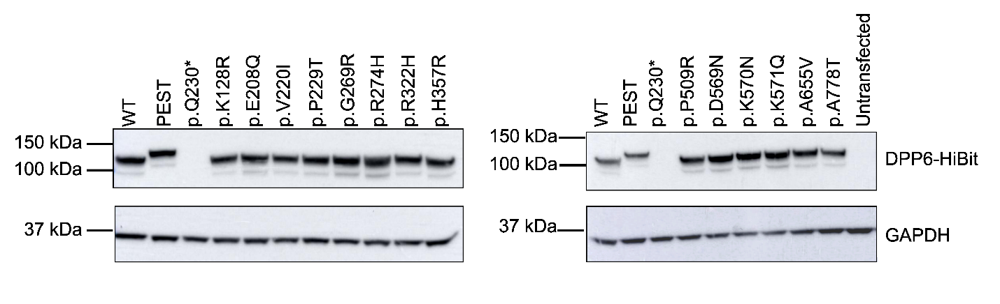 WT
PEST
p.Q230*
p.K128R
p.E208Q
p.V220I
p.P229T
p.G269R
p.R274H
p.R322H
p.H357R
150 kDa
100 kDa
37 kDa
WT
PEST
p.Q230*
p.P509R
p.D569N
p.K570N
p.K571Q
p.A655V
p.A778T
Untransfected
150 kDa
100 kDa
DPP6-HiBit
37 kDa
GAPDH